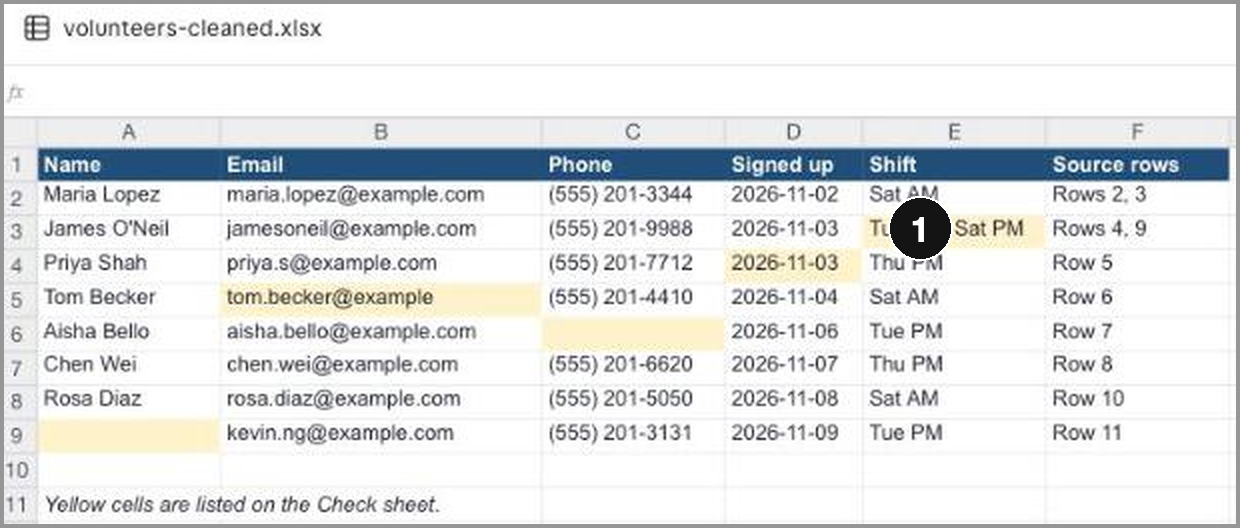 volunteers-cleaned.xlsx
fx
A B C D E F
1 Name Email Phone Signed up Shift Source rows
2 Maria Lopez maria.lopez@example.com (555) 201-3344 2026-11-02 Sat AM Rows 2, 3
3 James O'Neil jamesoneil@example.com (555) 201-9988 2026-11-03 1 Sat PM Rows 4, 9
4 Priya Shah priya.s@example.com (555) 201-7712 2026-11-03 Thu PM Row 5
5 Tom Becker tom.becker@example (555) 201-4410 2026-11-04 Sat AM Row 6
6 Aisha Bello aisha.bello@example.com 2026-11-06 Tue PM Row 7
7 Chen Wei chen.wei@example.com (555) 201-6620 2026-11-07 Thu PM Row 8
8 Rosa Diaz rosa.diaz@example.com (555) 201-5050 2026-11-08 Sat AM Row 10
9 kevin.ng@example.com (555) 201-3131 2026-11-09 Tue PM Row 11
10
11 Yellow cells are listed on the Check sheet.